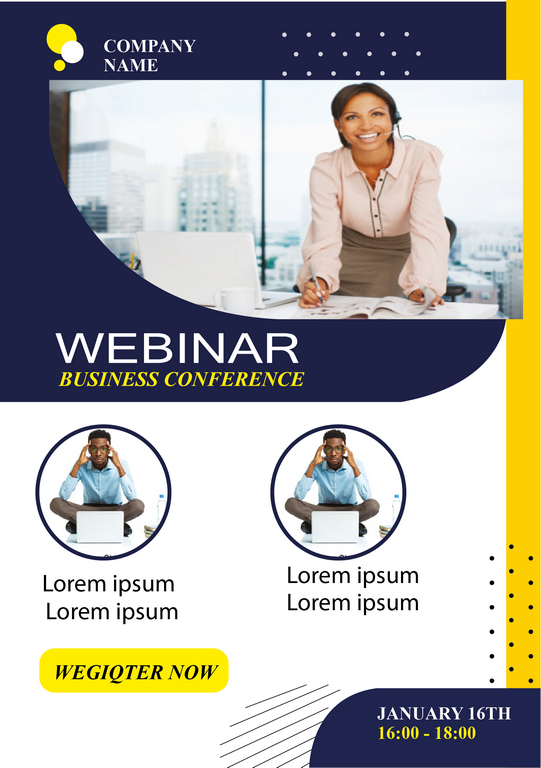 COMPANY
NAME
WEBINAR
BUSINESS CONFERENCE
Lorem ipsum
Lorem ipsum
Lorem ipsum
Lorem ipsum
WEGIQTER NOW
JANUARY 16TH
16:00 - 18:00